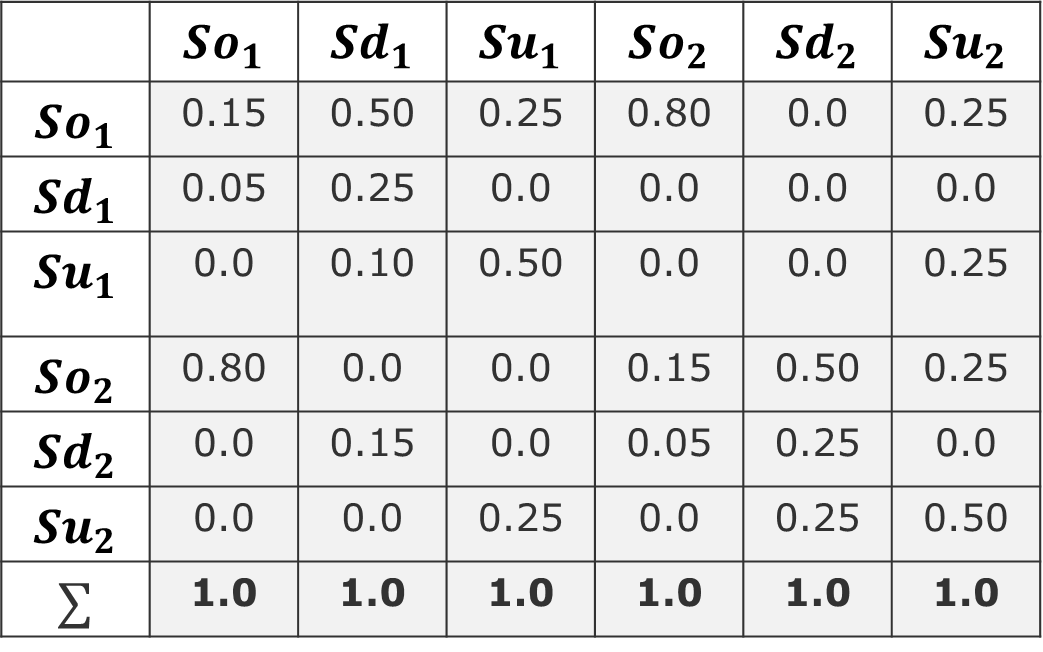 So₁ Sd₁ Su₁ So₂ Sd₂ Su₂
So₁ 0.15 0.50 0.25 0.80 0.0 0.25
Sd₁ 0.05 0.25 0.0 0.0 0.0 0.0
Su₁ 0.0 0.10 0.50 0.0 0.0 0.25
So₂ 0.80 0.0 0.0 0.15 0.50 0.25
Sd₂ 0.0 0.15 0.0 0.05 0.25 0.0
Su₂ 0.0 0.0 0.25 0.0 0.25 0.50
∑ 1.0 1.0 1.0 1.0 1.0 1.0